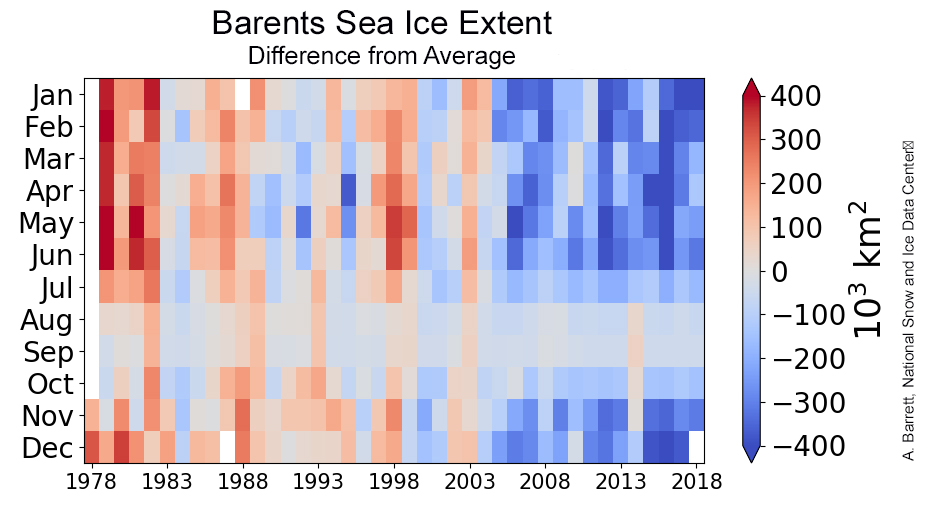 Barents Sea Ice Extent
Difference from Average
Jan
Feb
Mar
Apr
May
Jun
Jul
Aug
Sep
Oct
Nov
Dec
1978 1983 1988 1993 1998 2003 2008 2013 2018
400
300
200
100
0
−100
−200
−300
−400
10³ km²
A. Barrett, National Snow and Ice Data Center